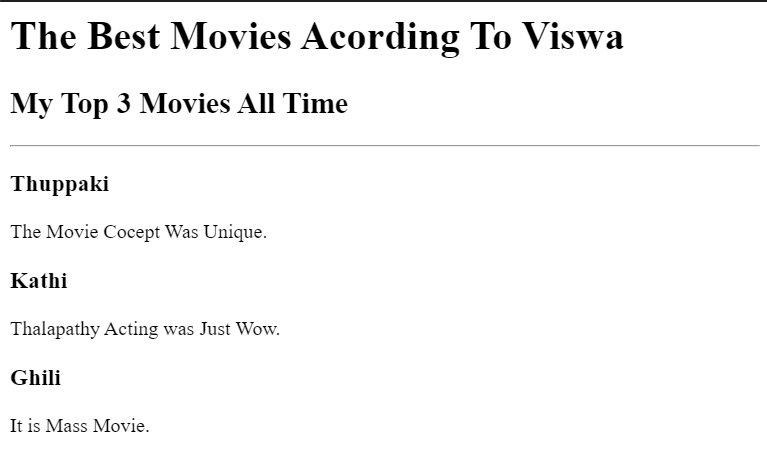 The Best Movies Acording To Viswa
My Top 3 Movies All Time
Thuppaki
The Movie Cocept Was Unique.
Kathi
Thalapathy Acting was Just Wow.
Ghili
It is Mass Movie.